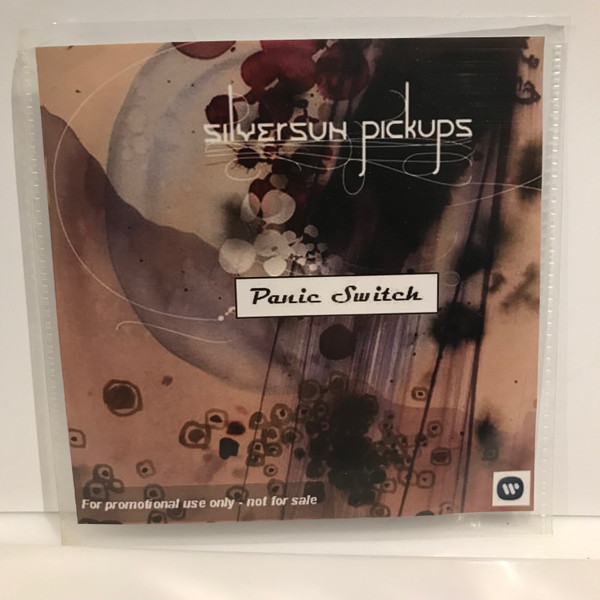 silversun pickups
Panic Switch
For promotional use only - not for sale